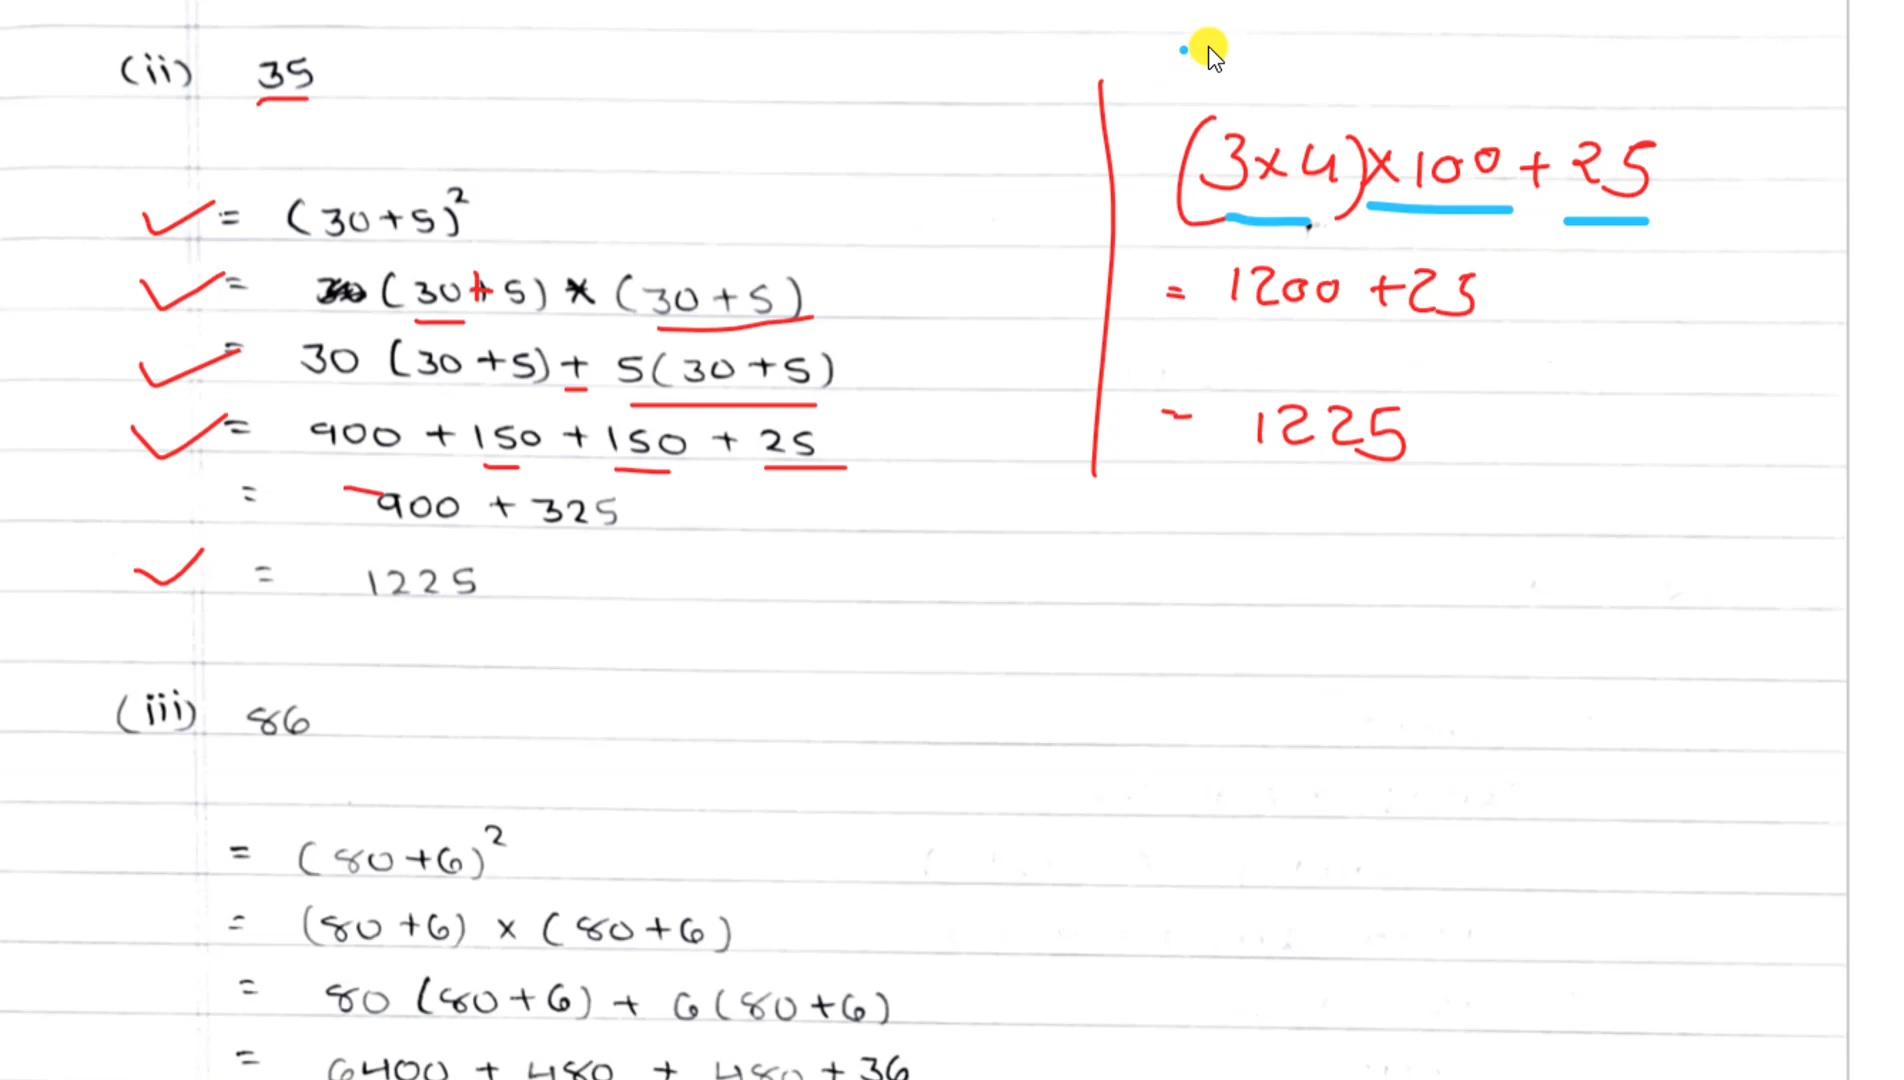 (ii) 35
= (30+5)²
= (30+5) × (30+5)
= 30 (30+5) + 5(30+5)
= 900 + 150 + 150 + 25
= 900 + 325
= 1225
(3×4)×100 + 25
= 1200 +25
= 1225
(iii) 86
= (80+6)²
= (80+6) × (80+6)
= 80 (80+6) + 6(80+6)
= 6400 + 480 + 480 + 36